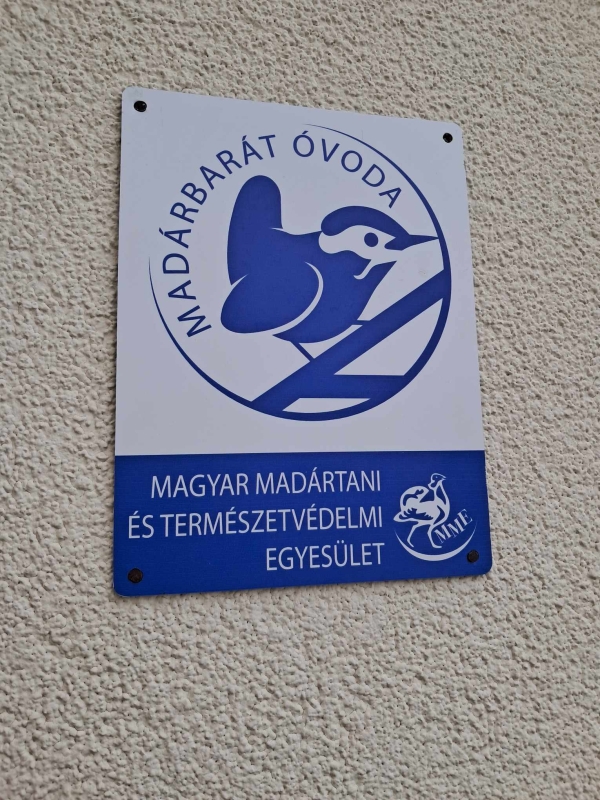 MADÁRBARÁT ÓVODA
MAGYAR MADÁRTANI
ÉS TERMÉSZETVÉDELMI
EGYESÜLET
MME